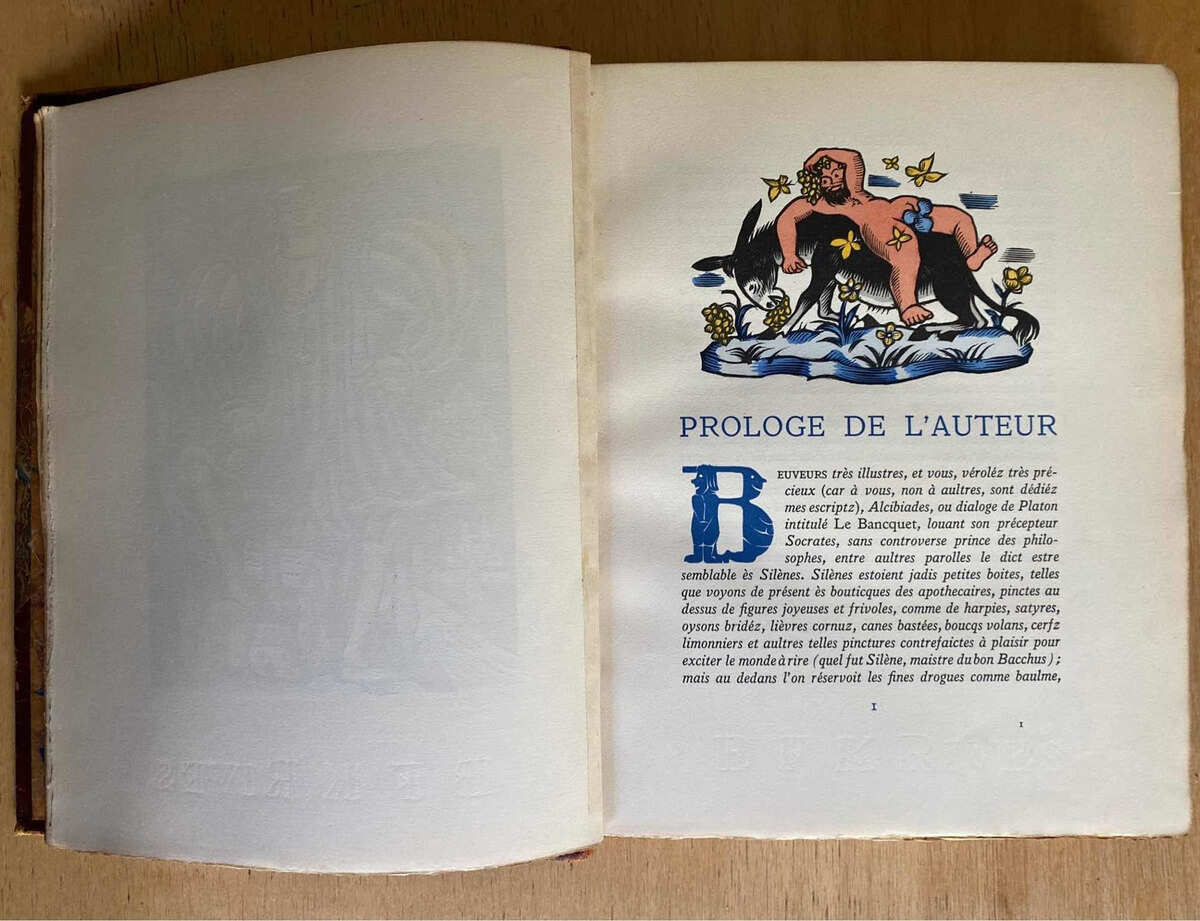 PROLOGE DE L'AUTEUR
BEUVEURS très illustres, et vous, véroléz très pré-
cieux (car à vous, non à aultres, sont dédiéz
mes escriptz), Alcibiades, ou dialoge de Platon
intitulé Le Bancquet, louant son précepteur
Socrates, sans controverse prince des philo-
sophes, entre aultres parolles le dict estre
semblable ès Silènes. Silènes estoient jadis petites boites, telles
que voyons de présent ès bouticques des apothecaires, pinctes au
dessus de figures joyeuses et frivoles, comme de harpies, satyres,
oysons bridéz, lièvres cornuz, canes bastées, boucqs volans, cerfz
limonniers et aultres telles pinctures contrefaictes à plaisir pour
exciter le monde à rire (quel fut Silène, maistre du bon Bacchus) ;
mais au dedans l'on réservoit les fines drogues comme baulme,
I
1